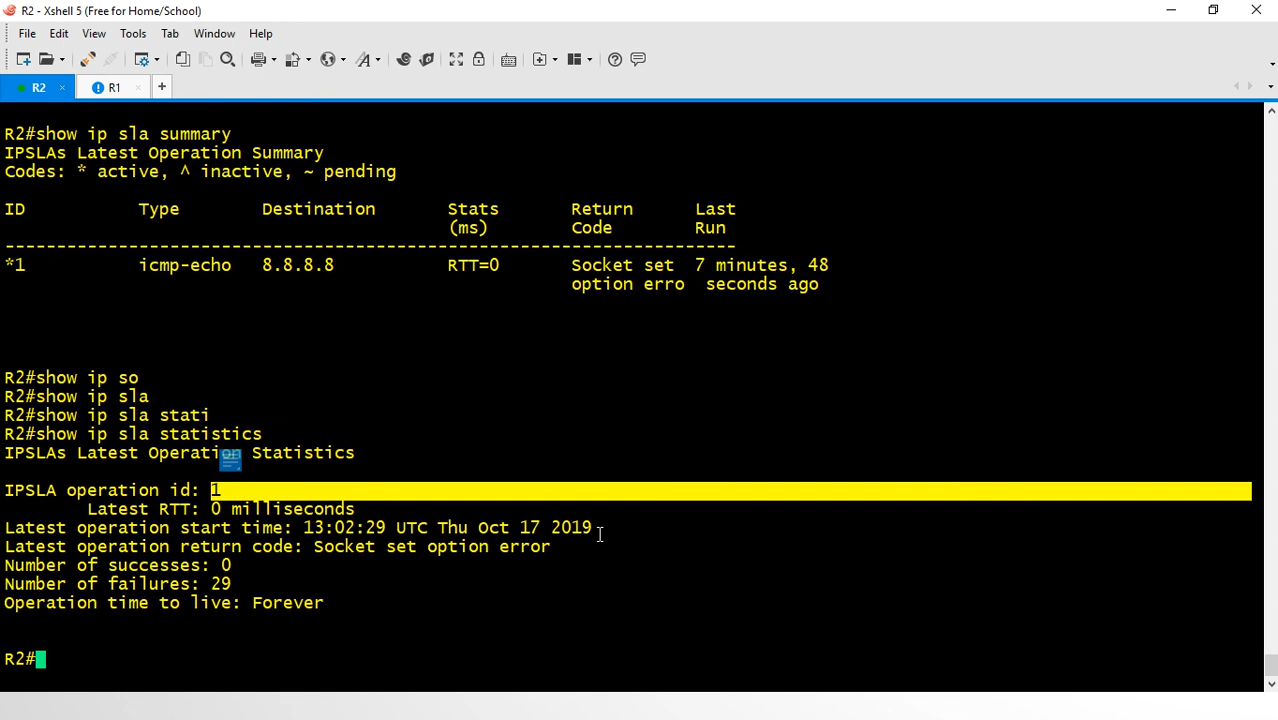 R2 - Xshell 5 (Free for Home/School)
File Edit View Tools Tab Window Help
R2 R1
R2#show ip sla summary
IPSLAs Latest Operation Summary
Codes: * active, ^ inactive, ~ pending
ID Type Destination Stats Return Last
(ms) Code Run
-----------------------------------------------------------------------
*1 icmp-echo 8.8.8.8 RTT=0 Socket set 7 minutes, 48
option erro seconds ago
R2#show ip so
R2#show ip sla
R2#show ip sla stati
R2#show ip sla statistics
IPSLAs Latest Operation Statistics
IPSLA operation id: 1
Latest RTT: 0 milliseconds
Latest operation start time: 13:02:29 UTC Thu Oct 17 2019
Latest operation return code: Socket set option error
Number of successes: 0
Number of failures: 29
Operation time to live: Forever
R2#